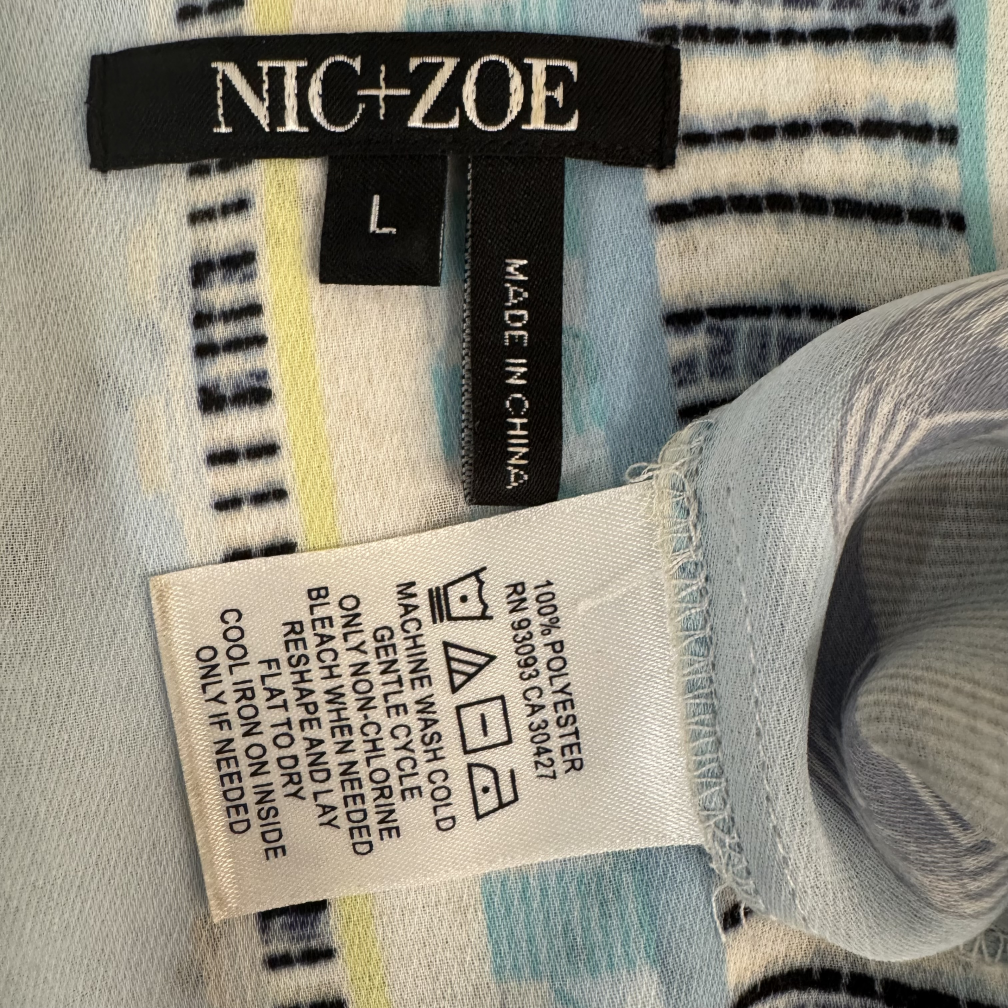 NIC+ZOE
L
MADE IN CHINA
100% POLYESTER
RN 93093 CA 30427
MACHINE WASH COLD
GENTLE CYCLE
ONLY NON-CHLORINE
BLEACH WHEN NEEDED
RESHAPE AND LAY
FLAT TO DRY
COOL IRON ON INSIDE
ONLY IF NEEDED